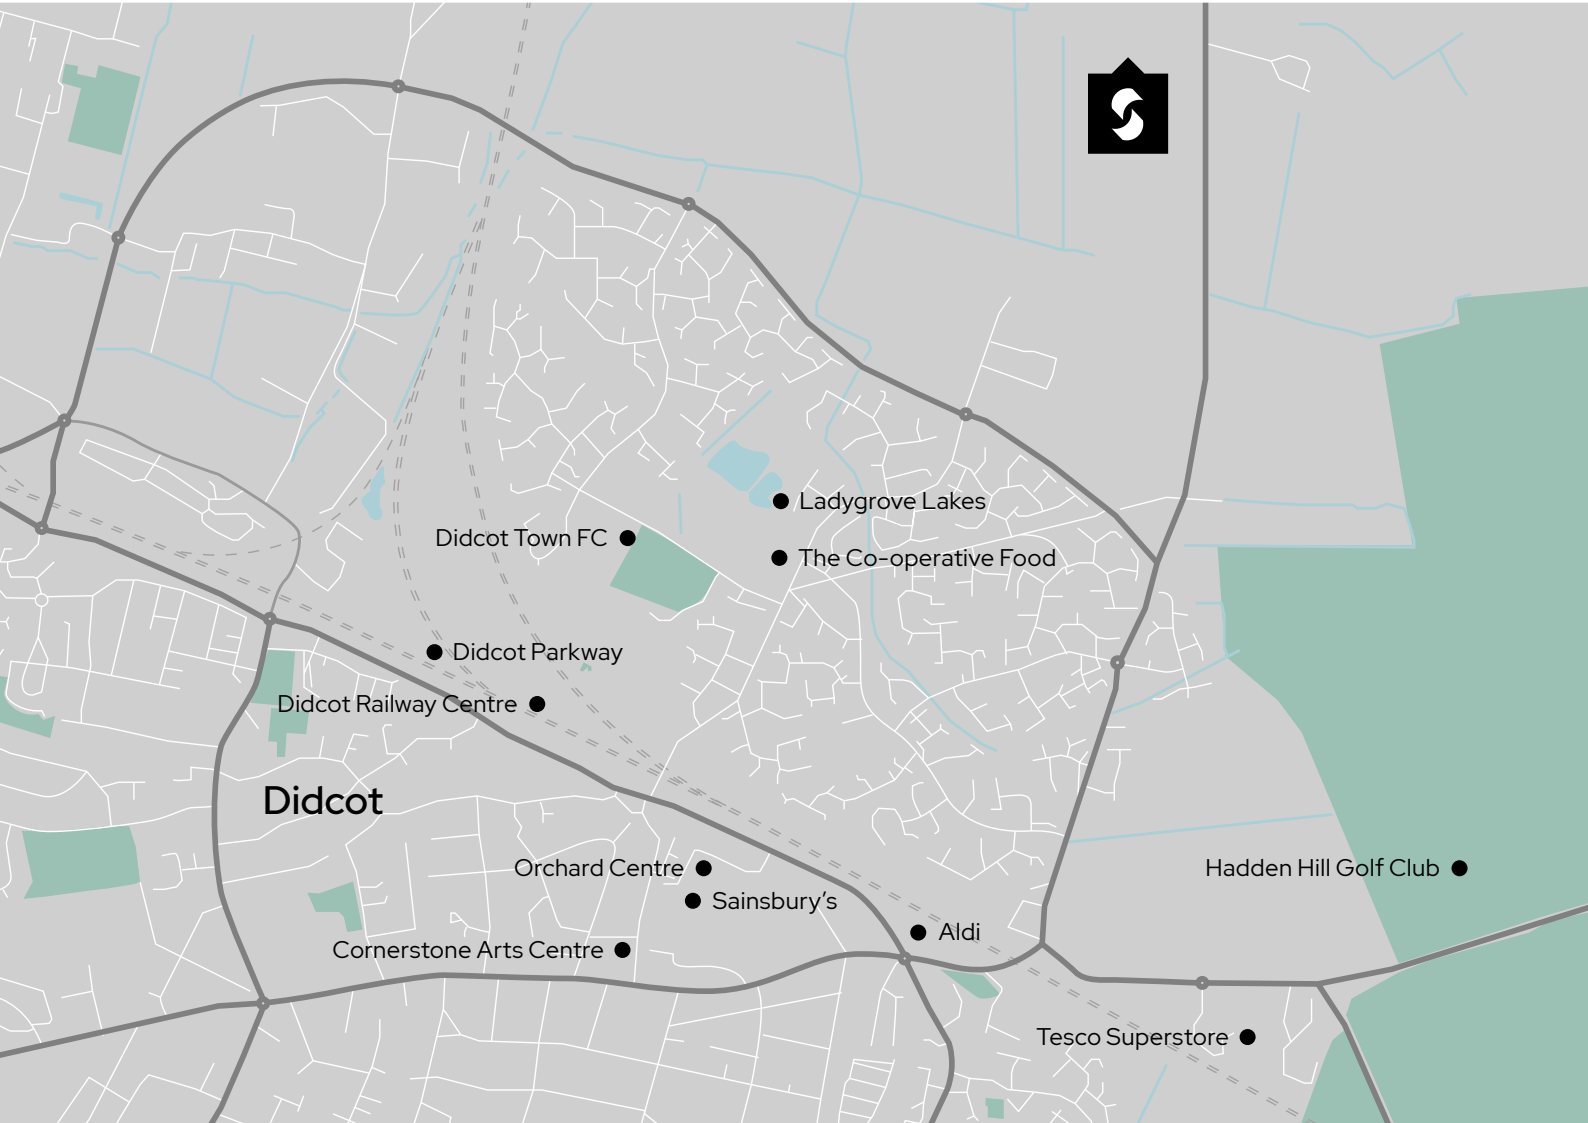 Ladygrove Lakes
Didcot Town FC
The Co-operative Food
Didcot Parkway
Didcot Railway Centre
Didcot
Orchard Centre
Hadden Hill Golf Club
Sainsbury’s
Aldi
Cornerstone Arts Centre
Tesco Superstore